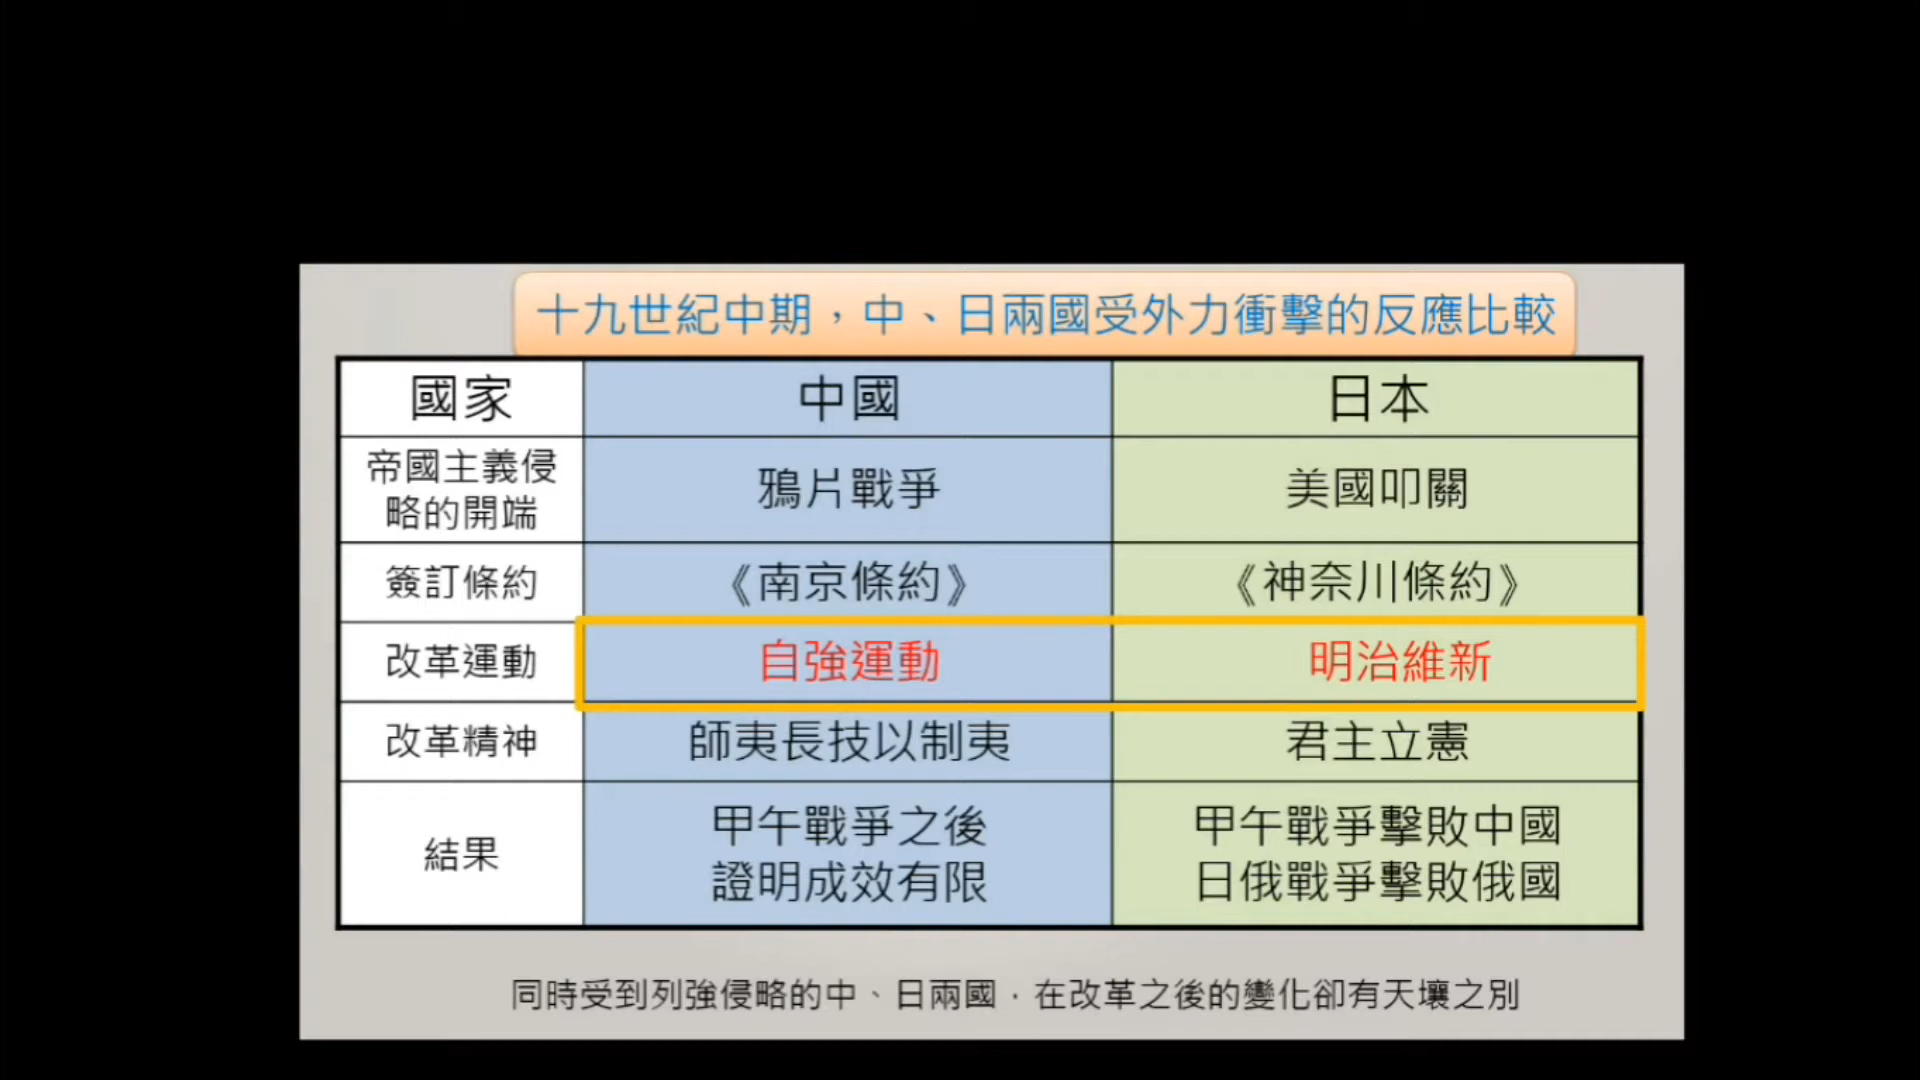 十九世紀中期，中、日兩國受外力衝擊的反應比較
國家 中國 日本
帝國主義侵
略的開端 鴉片戰爭 美國叩關
簽訂條約 《南京條約》 《神奈川條約》
改革運動 自強運動 明治維新
改革精神 師夷長技以制夷 君主立憲
結果 甲午戰爭之後 甲午戰爭擊敗中國
證明成效有限 日俄戰爭擊敗俄國
同時受到列強侵略的中、日兩國，在改革之後的變化卻有天壤之別